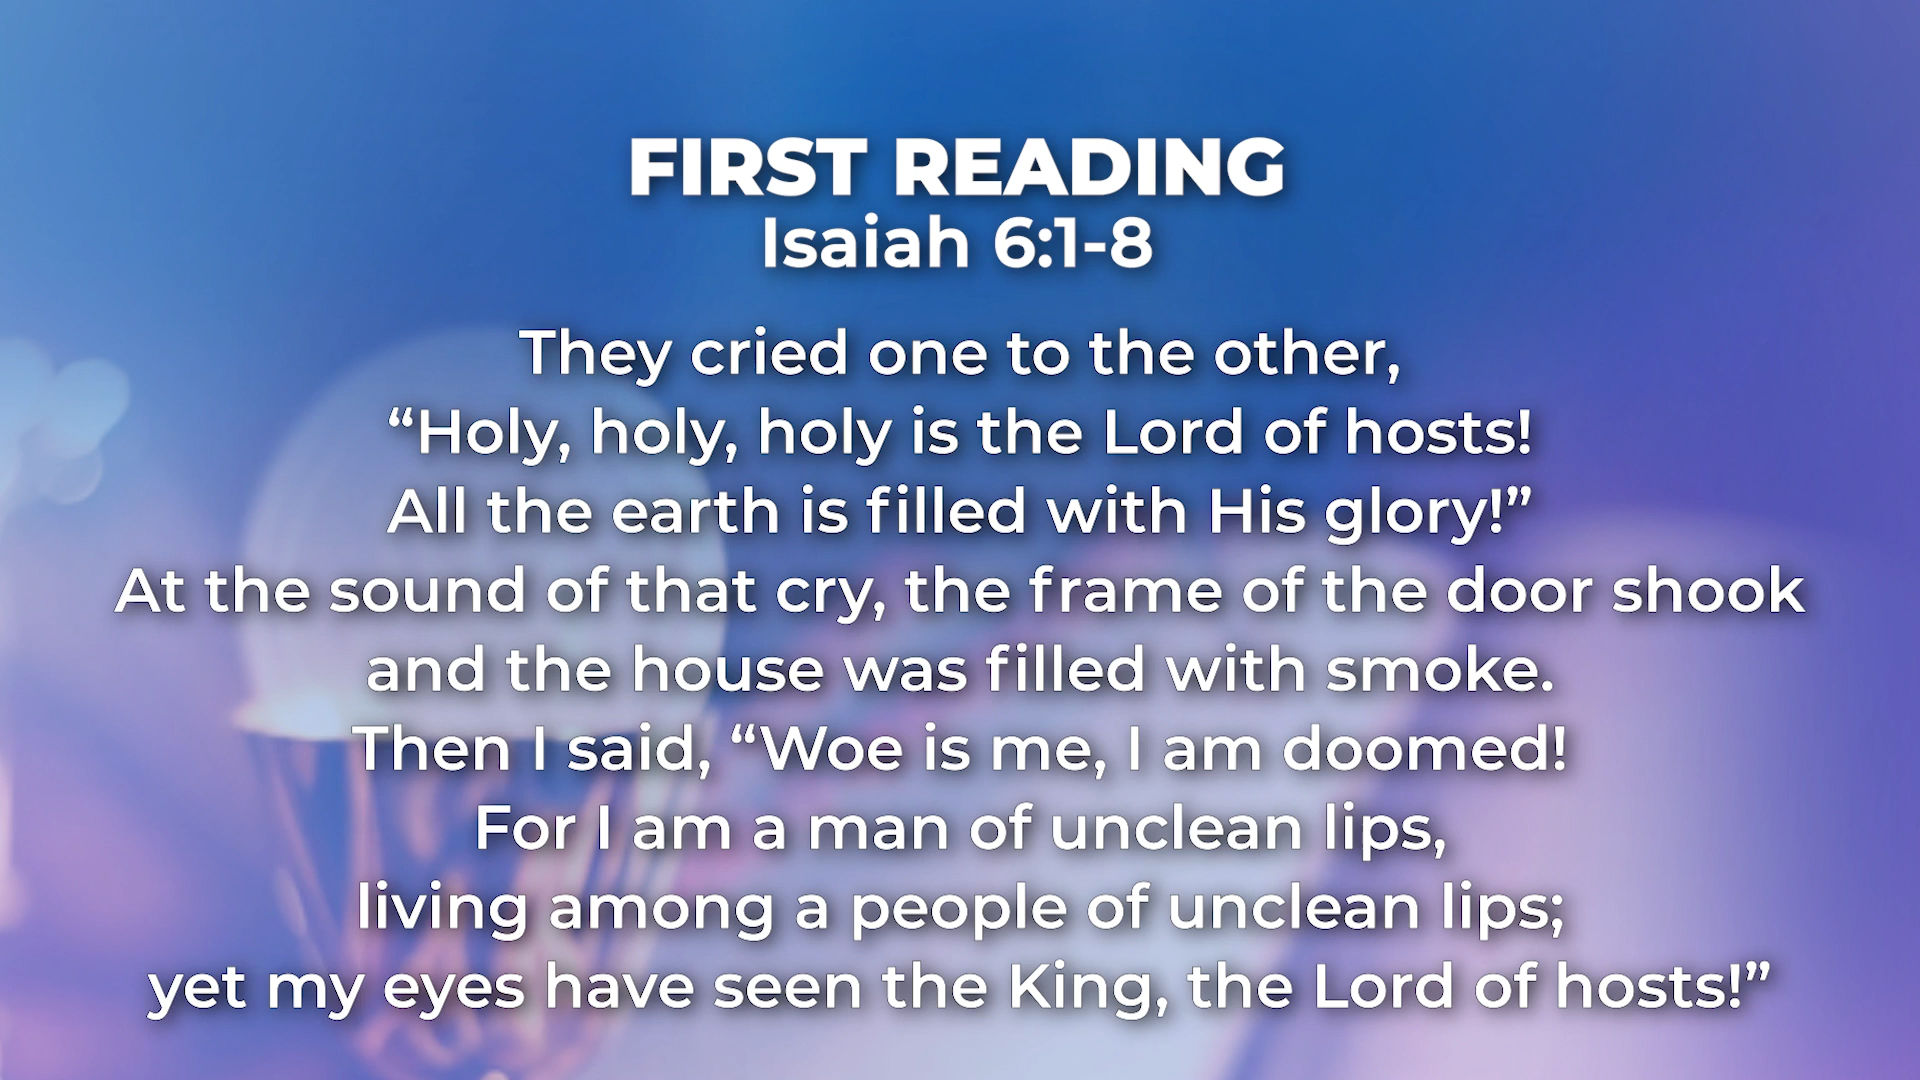 FIRST READING
Isaiah 6:1-8
They cried one to the other,
“Holy, holy, holy is the Lord of hosts!
All the earth is filled with His glory!”
At the sound of that cry, the frame of the door shook
and the house was filled with smoke.
Then I said, “Woe is me, I am doomed!
For I am a man of unclean lips,
living among a people of unclean lips;
yet my eyes have seen the King, the Lord of hosts!”